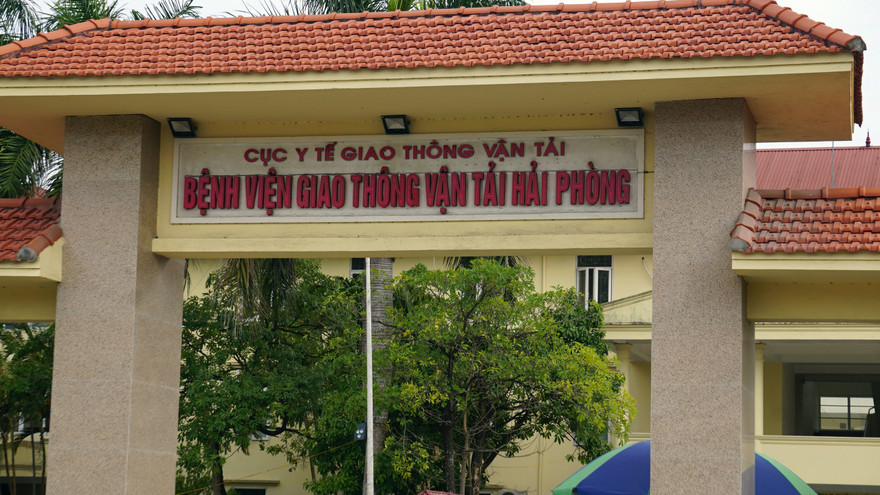 CỤC Y TẾ GIAO THÔNG VẬN TẢI
BỆNH VIỆN GIAO THÔNG VẬN TẢI HẢI PHÒNG